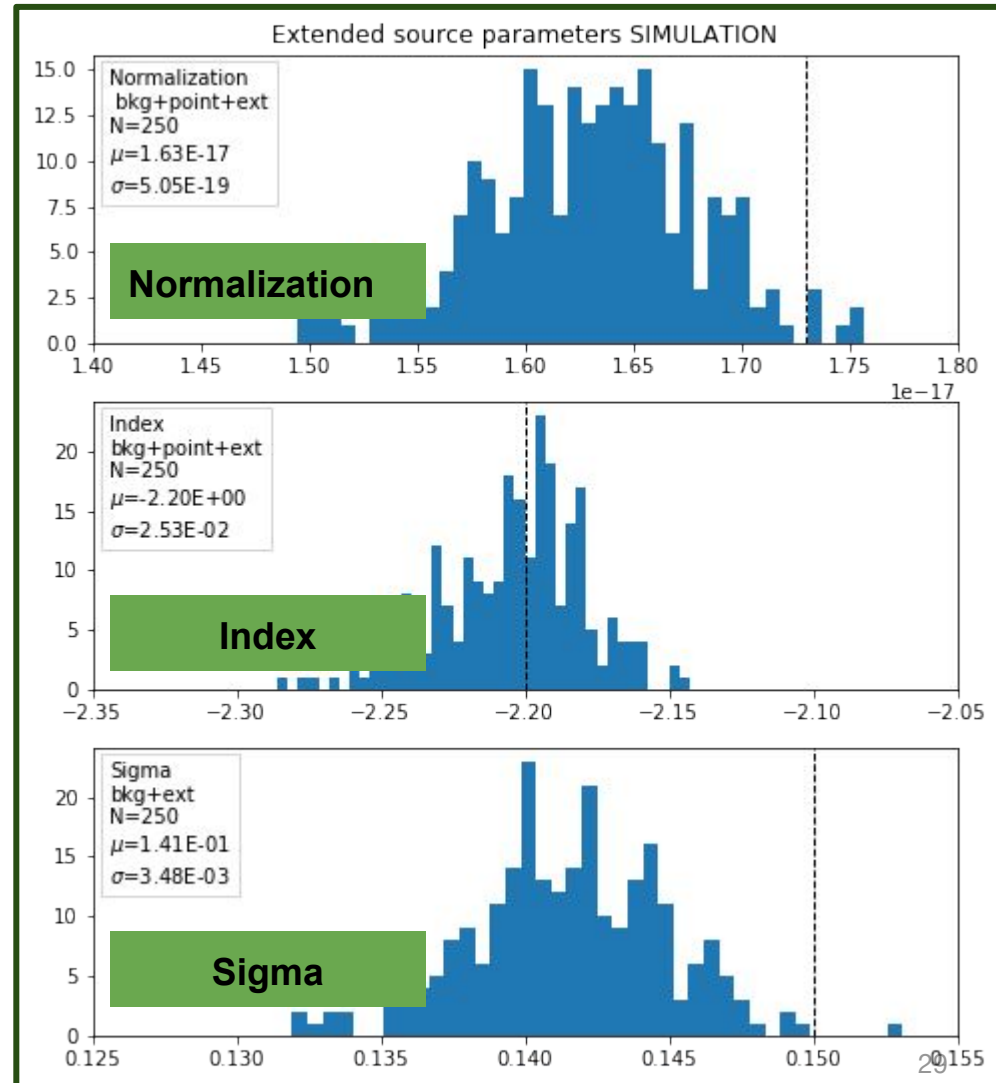 Extended source parameters SIMULATION
15.0
12.5
10.0
7.5
5.0
2.5
0.0
Normalization
bkg+point+ext
N=250
μ=1.63E-17
σ=5.05E-19
Normalization
1.40 1.45 1.50 1.55 1.60 1.65 1.70 1.75 1.80
1e−17
20
15
10
5
0
Index
bkg+point+ext
N=250
μ=-2.20E+00
σ=2.53E-02
Index
−2.35 −2.30 −2.25 −2.20 −2.15 −2.10 −2.05
20
15
10
5
0
Sigma
bkg+ext
N=250
μ=1.41E-01
σ=3.48E-03
Sigma
0.125 0.130 0.135 0.140 0.145 0.150 0.155
29